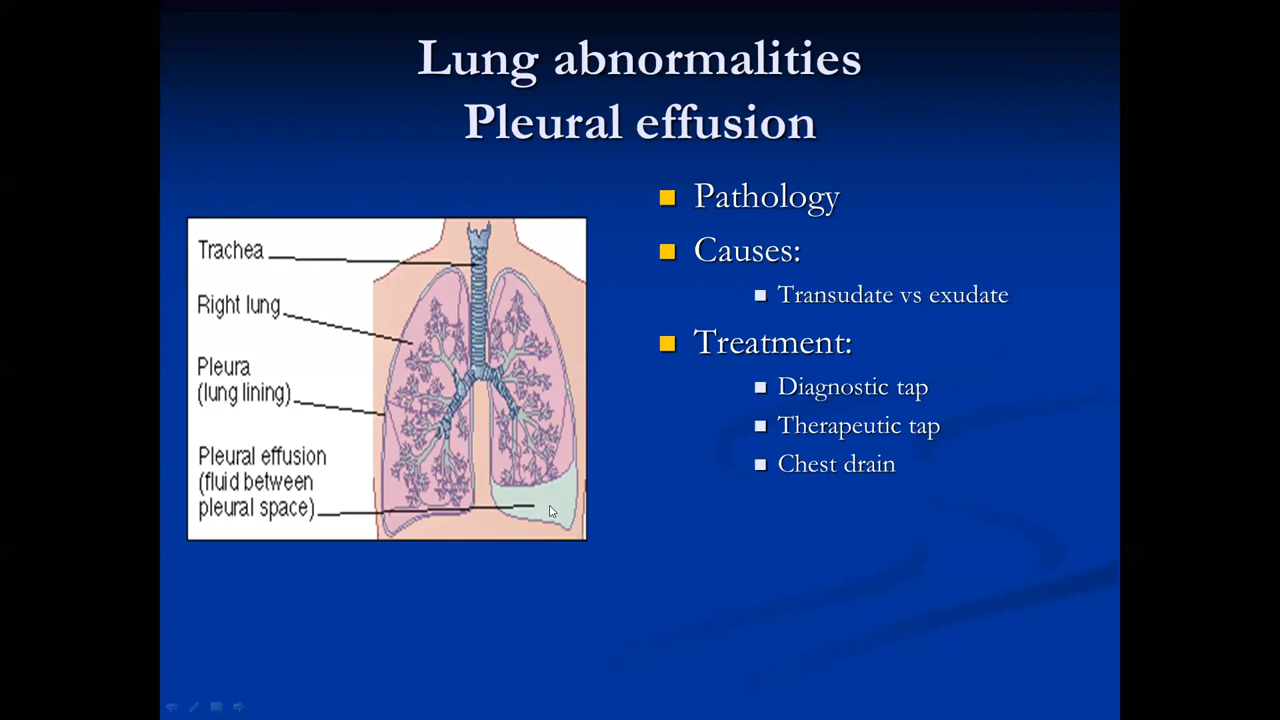 Lung abnormalities
Pleural effusion
Trachea
Right lung
Pleura
(lung lining)
Pleural effusion
(fluid between
pleural space)
Pathology
Causes:
Transudate vs exudate
Treatment:
Diagnostic tap
Therapeutic tap
Chest drain